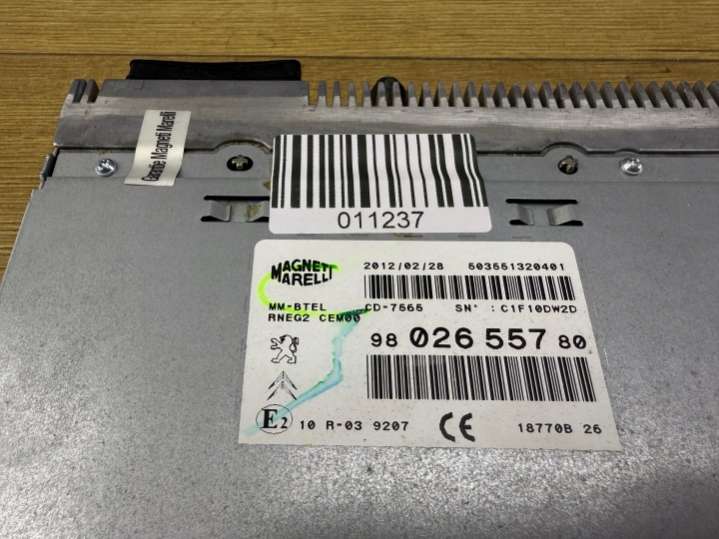 Garantie Magneti Marelli
011237
MAGNETI
MARELLI
2012/02/28 503551320401
MM-BTEL CD-7565 SN° : C1F10DW2D
RNEG2 CEM00
98 026 557 80
E2 10 R-03 9207 CE 18770B 26